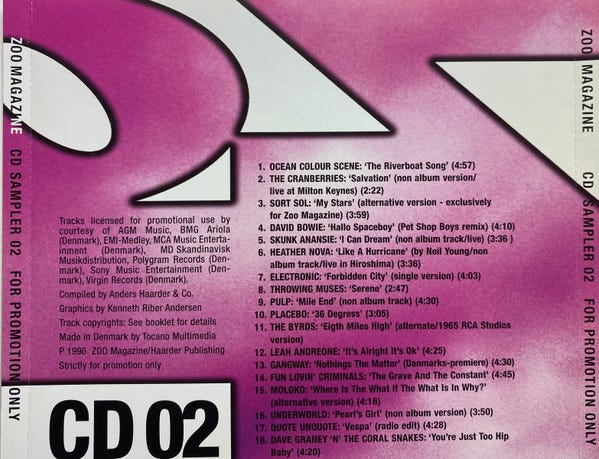 ZOO MAGAZINE CD SAMPLER 02 FOR PROMOTION ONLY
Tracks licensed for promotional use by
courtesy of AGM Music, BMG Ariola
(Denmark), EMI-Medley, MCA Music Enterta-
inment (Denmark), MD Skandinavisk
Musikdistribution, Polygram Records (Den-
mark), Sony Music Entertainment (Den-
mark),Virgin Records (Denmark).
Compiled by Anders Haarder & Co.
Graphics by Kenneth Riber Andersen
Track copyrights: See booklet for details
Made in Denmark by Tocano Multimedia
P 1996 ZOO Magazine/Haarder Publishing
Strictly for promotion only
CD 02
1. OCEAN COLOUR SCENE: ‘The Riverboat Song’ (4:57)
2. THE CRANBERRIES: ‘Salvation’ (non album version/
live at Milton Keynes) (2:22)
3. SORT SOL: ‘My Stars’ (alternative version - exclusively
for Zoo Magazine) (3:59)
4. DAVID BOWIE: ‘Hallo Spaceboy’ (Pet Shop Boys remix) (4:10)
5. SKUNK ANANSIE: ‘I Can Dream’ (non album track/live) (3:36 )
6. HEATHER NOVA: ‘Like A Hurricane’ (by Neil Young/non
album track/live in Hiroshima) (3:36)
7. ELECTRONIC: ‘Forbidden City’ (single version) (4:03)
8. THROWING MUSES: ‘Serene’ (2:47)
9. PULP: ‘Mile End’ (non album track) (4:30)
10. PLACEBO: ‘36 Degrees’ (3:05)
11. THE BYRDS: ‘Eigth Miles High’ (alternate/1965 RCA Studios
version)
12. LEAH ANDREONE: ‘It's Alright It's Ok’ (4:25)
13. GANGWAY: ‘Nothings The Matter’ (Danmarks-premiere) (4:30)
14. FUN LOVIN' CRIMINALS: ‘The Grave And The Constant’ (4:45)
15. MOLOKO: ‘Where Is The What If The What Is In Why?’
(alternative version) (4:16)
16. UNDERWORLD: ‘Pearl's Girl’ (non album version) (3:50)
17. QUOTE UNQUOTE: ‘Vespa’ (radio edit) (4:28)
18. DAVE GRANEY 'N' THE CORAL SNAKES: ‘You're Just Too Hip
Baby’ (4:20)
ZOO MAGAZINE CD SAMPLER 02 FOR PROMOTION ONLY